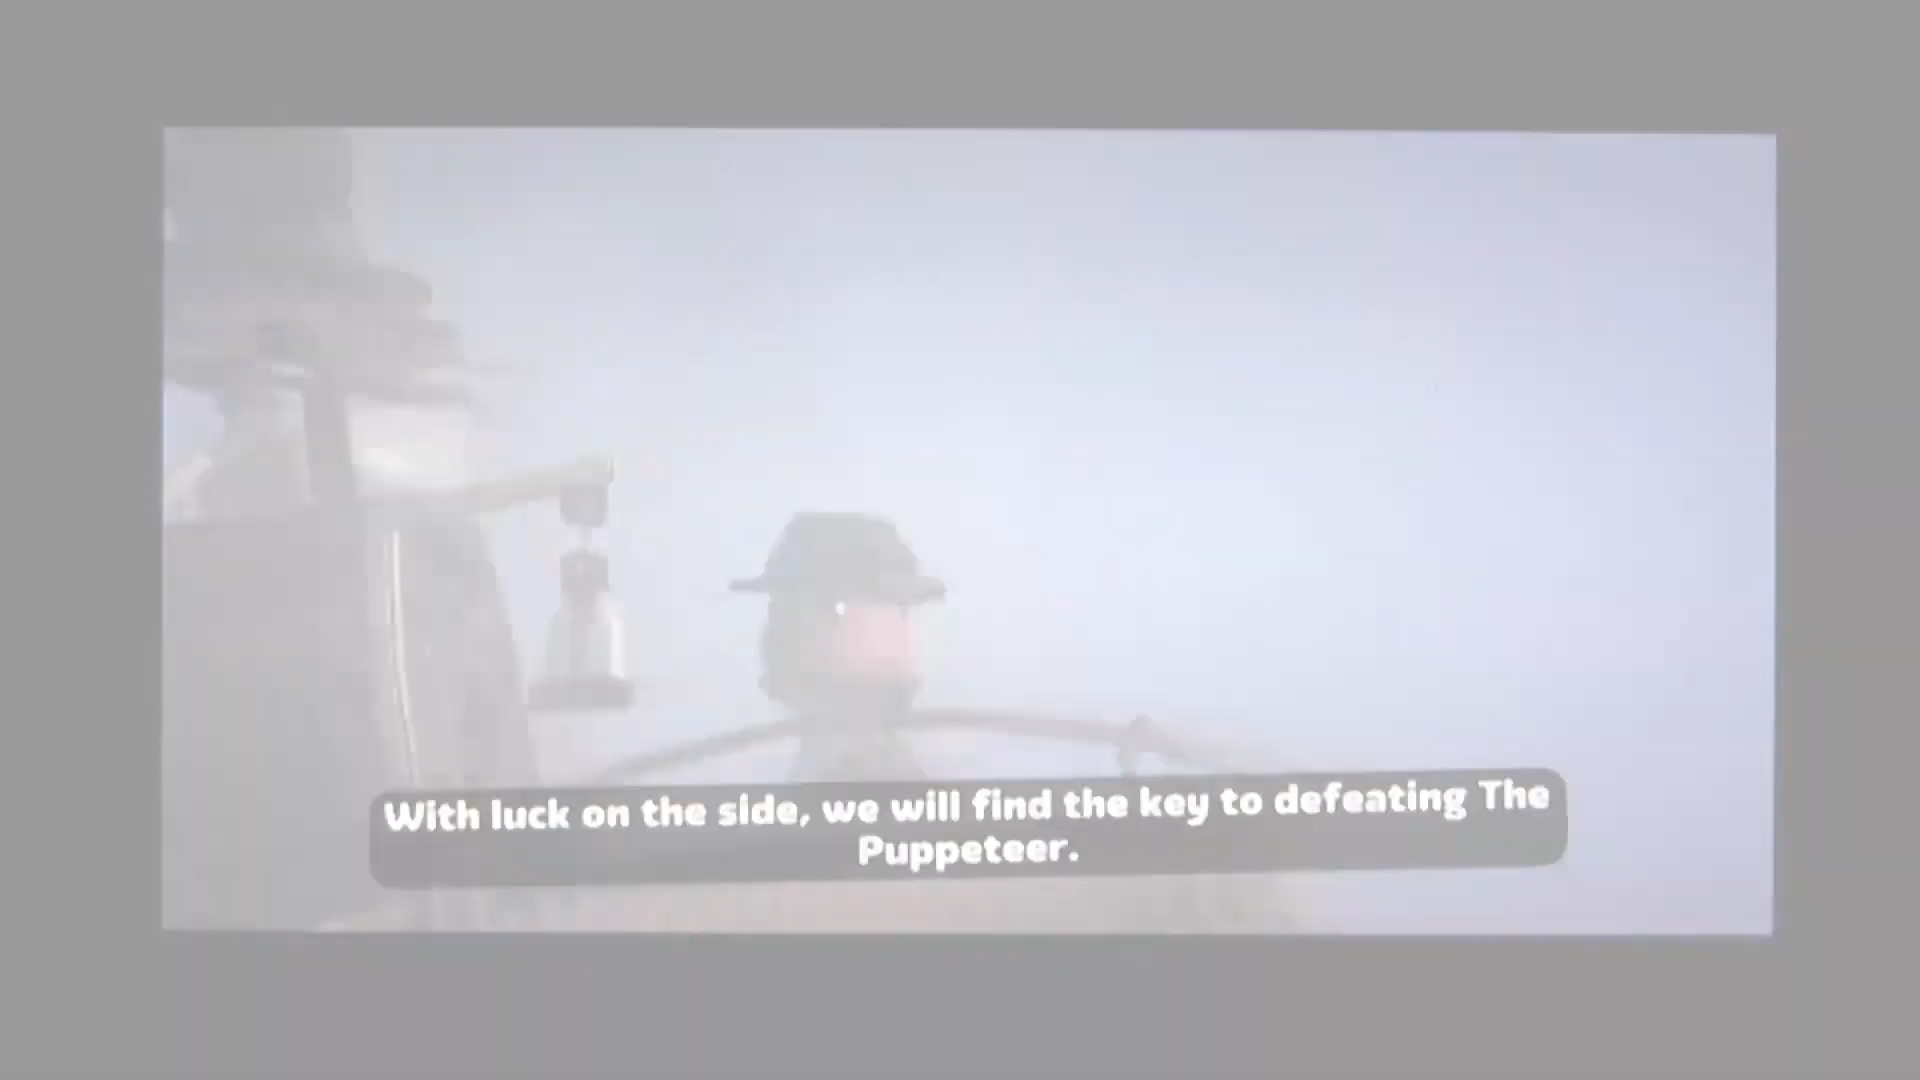 With luck on the side, we will find the key to defeating The
Puppeteer.